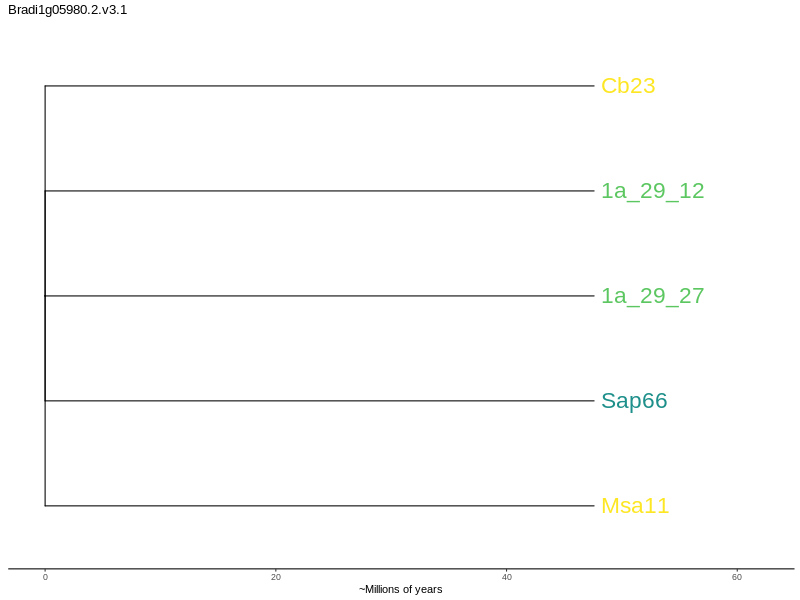 Bradi1g05980.2.v3.1
Cb23
1a_29_12
1a_29_27
Sap66
Msa11
0 20 40 60
~Millions of years